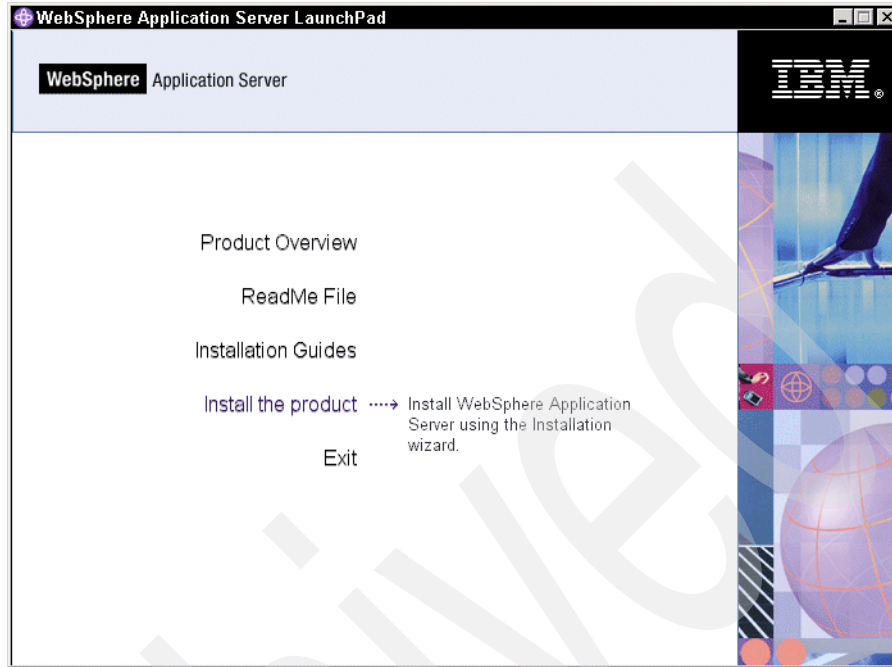 WebSphere Application Server LaunchPad
WebSphere Application Server
IBM®
Product Overview
ReadMe File
Installation Guides
Install the product
Install WebSphere Application
Server using the Installation
wizard.
Exit